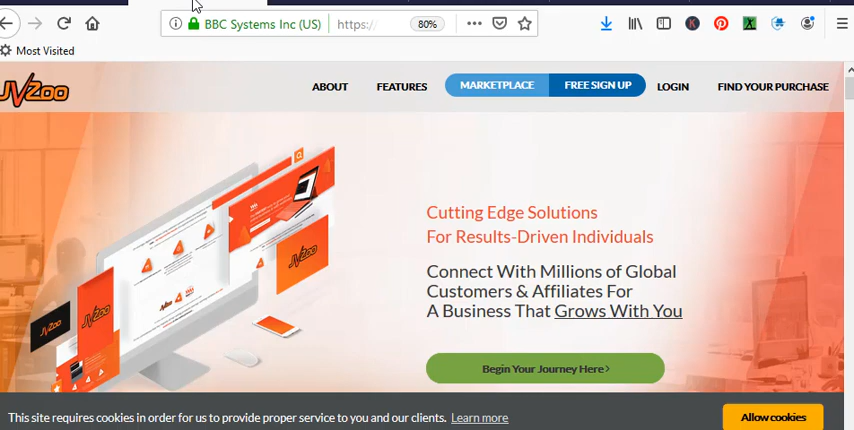 BBC Systems Inc (US)
https://
80%
Most Visited
JVZoo
ABOUT
FEATURES
MARKETPLACE
FREE SIGN UP
LOGIN
FIND YOUR PURCHASE
Cutting Edge Solutions
For Results-Driven Individuals
Connect With Millions of Global
Customers & Affiliates For
A Business That Grows With You
Begin Your Journey Here >
JVZoo
JVZoo
JVZoo
This site requires cookies in order for us to provide proper service to you and our clients. Learn more
Allow cookies